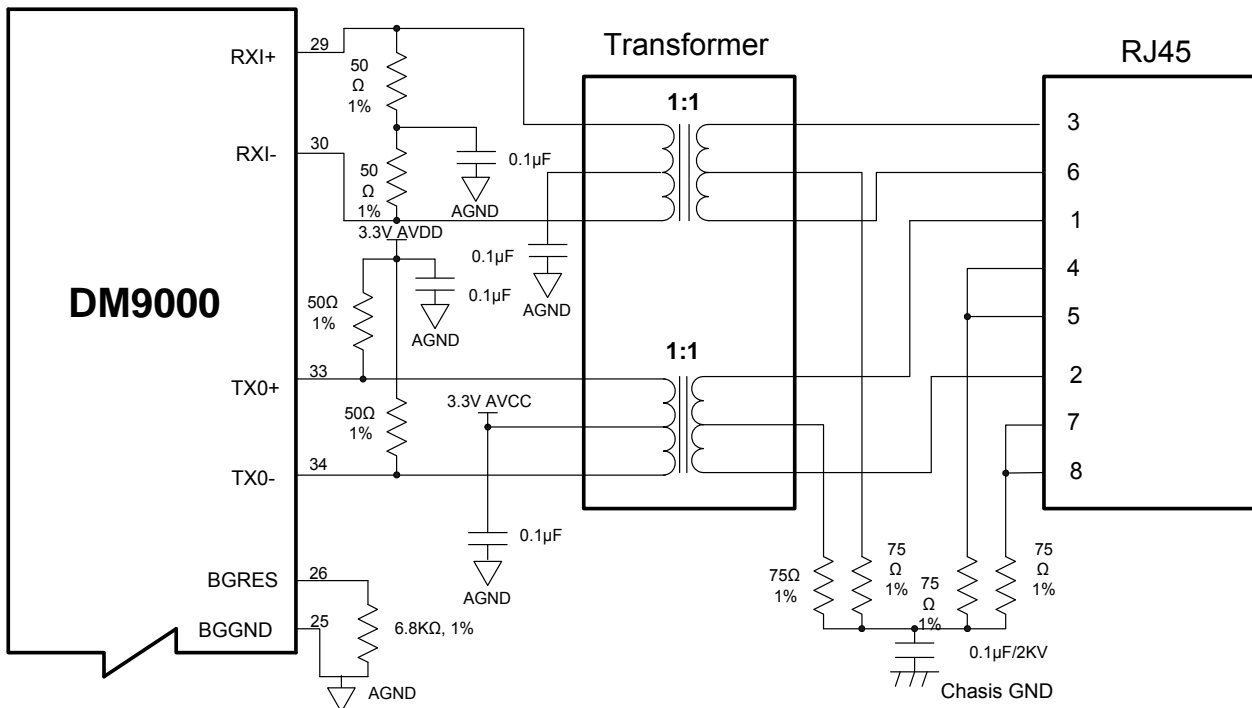 Transformer
RJ45
29
RXI+
50
Ω
1%
1:1
3
30
RXI-
50
Ω
1%
0.1µF
AGND
6
1
3.3V AVDD
0.1µF
AGND
0.1µF
AGND
4
5
DM9000
50Ω
1%
1:1
33
TX0+
2
50Ω
1%
3.3V AVCC
7
34
TX0-
8
0.1µF
AGND
26
BGRES
25
BGGND
6.8KΩ, 1%
AGND
75Ω
1%
75
Ω
1%
75
Ω
1%
75
Ω
1%
0.1µF/2KV
Chasis GND